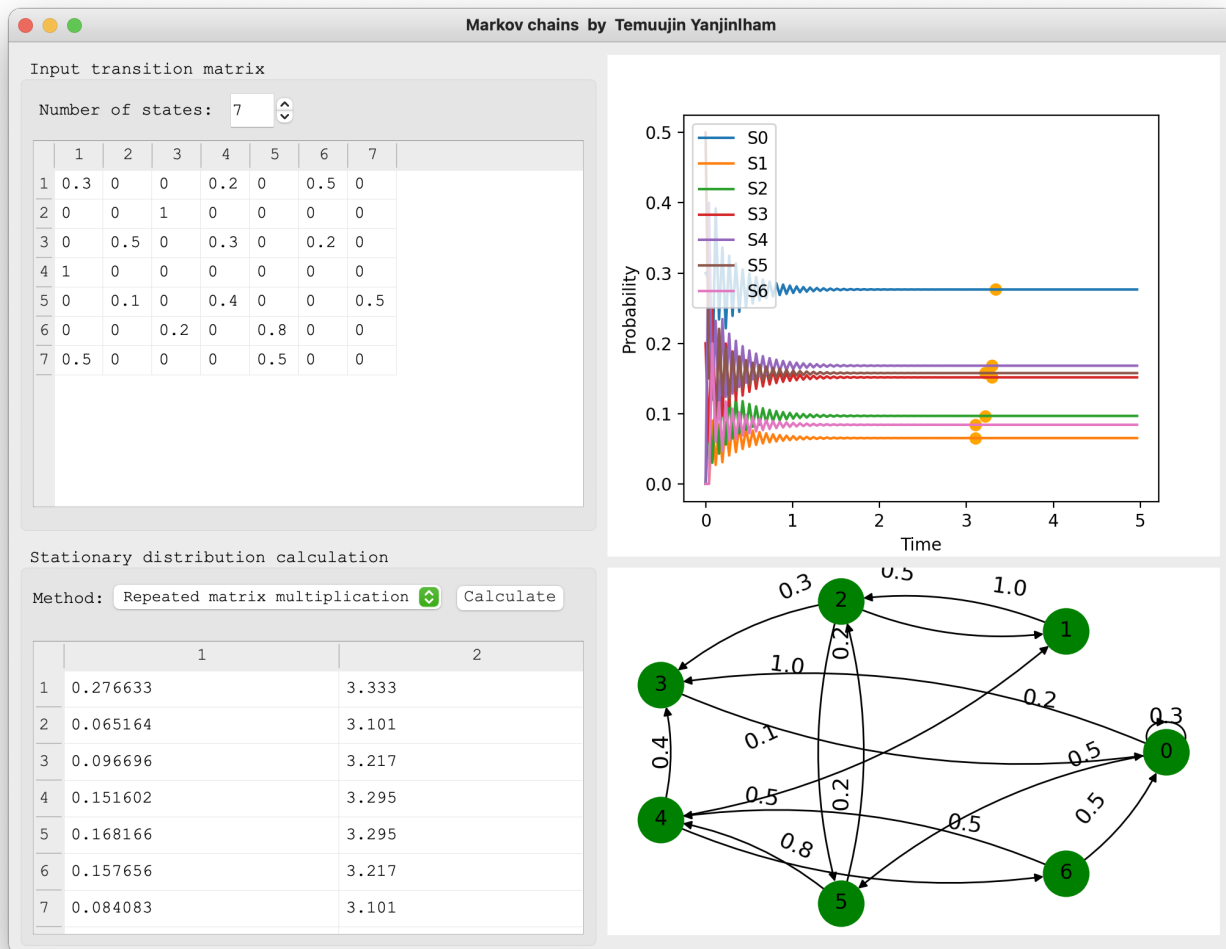 Markov chains by Temuujin Yanjinlham
Input transition matrix
Number of states: 7
1 2 3 4 5 6 7
1 0.3 0 0 0.2 0 0.5 0
2 0 0 1 0 0 0 0
3 0 0.5 0 0.3 0 0.2 0
4 1 0 0 0 0 0 0
5 0 0.1 0 0.4 0 0 0.5
6 0 0 0.2 0 0.8 0 0
7 0.5 0 0 0 0.5 0 0
Stationary distribution calculation
Method: Repeated matrix multiplication Calculate
1 2
1 0.276633 3.333
2 0.065164 3.101
3 0.096696 3.217
4 0.151602 3.295
5 0.168166 3.295
6 0.157656 3.217
7 0.084083 3.101
0.5
0.4
0.3
0.2
0.1
0.0
Probability
S0
S1
S2
S3
S4
S5
S6
0 1 2 3 4 5
Time
0.3 2 0.5 1.0
0.2 1
3 1.0 0.2 0.3
0.4 0.1 0.5 0
4 0.5 0.2 0.5 0.5
0.8 6
5